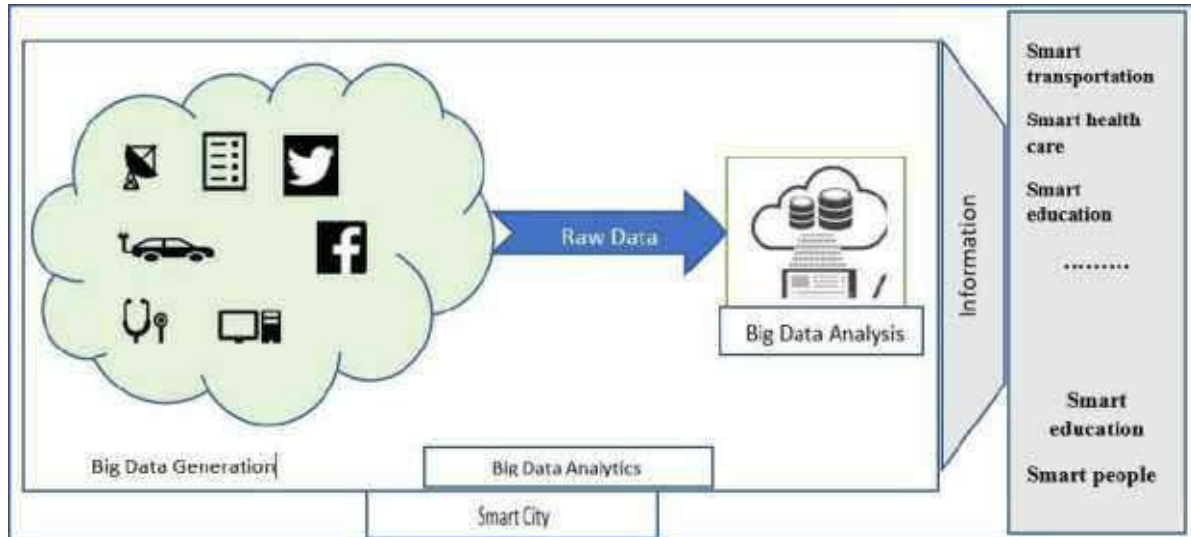 Raw Data
Big Data Analysis
Big Data Generation
Big Data Analytics
Smart City
Information
Smart
transportation
Smart health
care
Smart
education
.........
Smart
education
Smart people